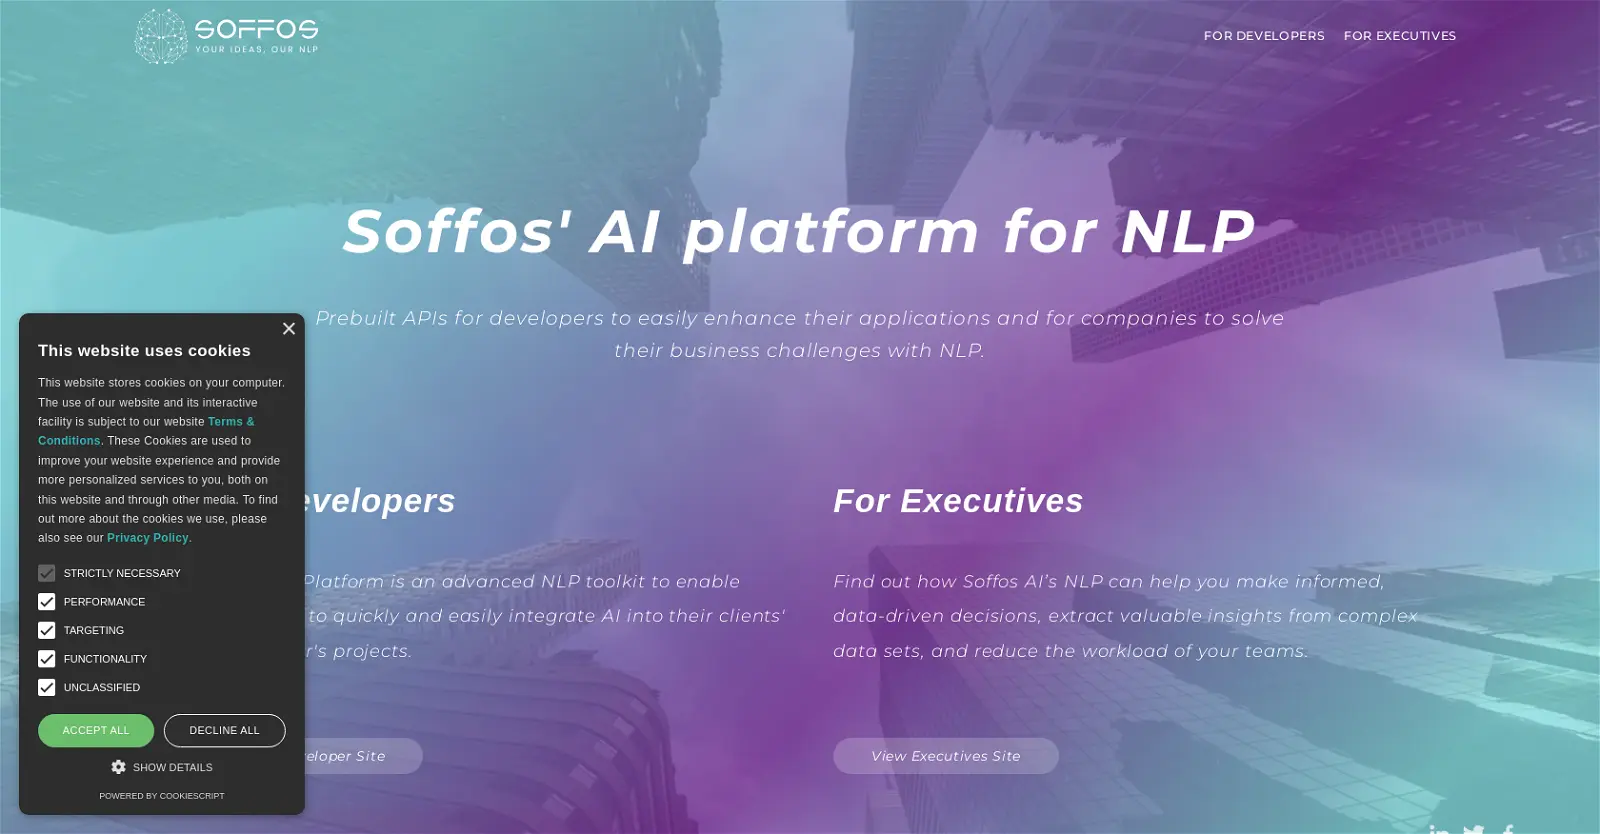 SOFFOS
YOUR IDEAS, OUR NLP
FOR DEVELOPERS
FOR EXECUTIVES
Soffos' AI platform for NLP
Prebuilt APIs for developers to easily enhance their applications and for companies to solve
their business challenges with NLP.
×
This website uses cookies
This website stores cookies on your computer.
The use of our website and its interactive
facility is subject to our website Terms &
Conditions. These Cookies are used to
improve your website experience and provide
more personalized services to you, both on
this website and through other media. To find
out more about the cookies we use, please
also see our Privacy Policy.
STRICTLY NECESSARY
PERFORMANCE
TARGETING
FUNCTIONALITY
UNCLASSIFIED
ACCEPT ALL
DECLINE ALL
SHOW DETAILS
POWERED BY COOKIESCRIPT
evelopers
Platform is an advanced NLP toolkit to enable
to quickly and easily integrate AI into their clients'
r's projects.
eloper Site
For Executives
Find out how Soffos AI’s NLP can help you make informed,
data-driven decisions, extract valuable insights from complex
data sets, and reduce the workload of your teams.
View Executives Site